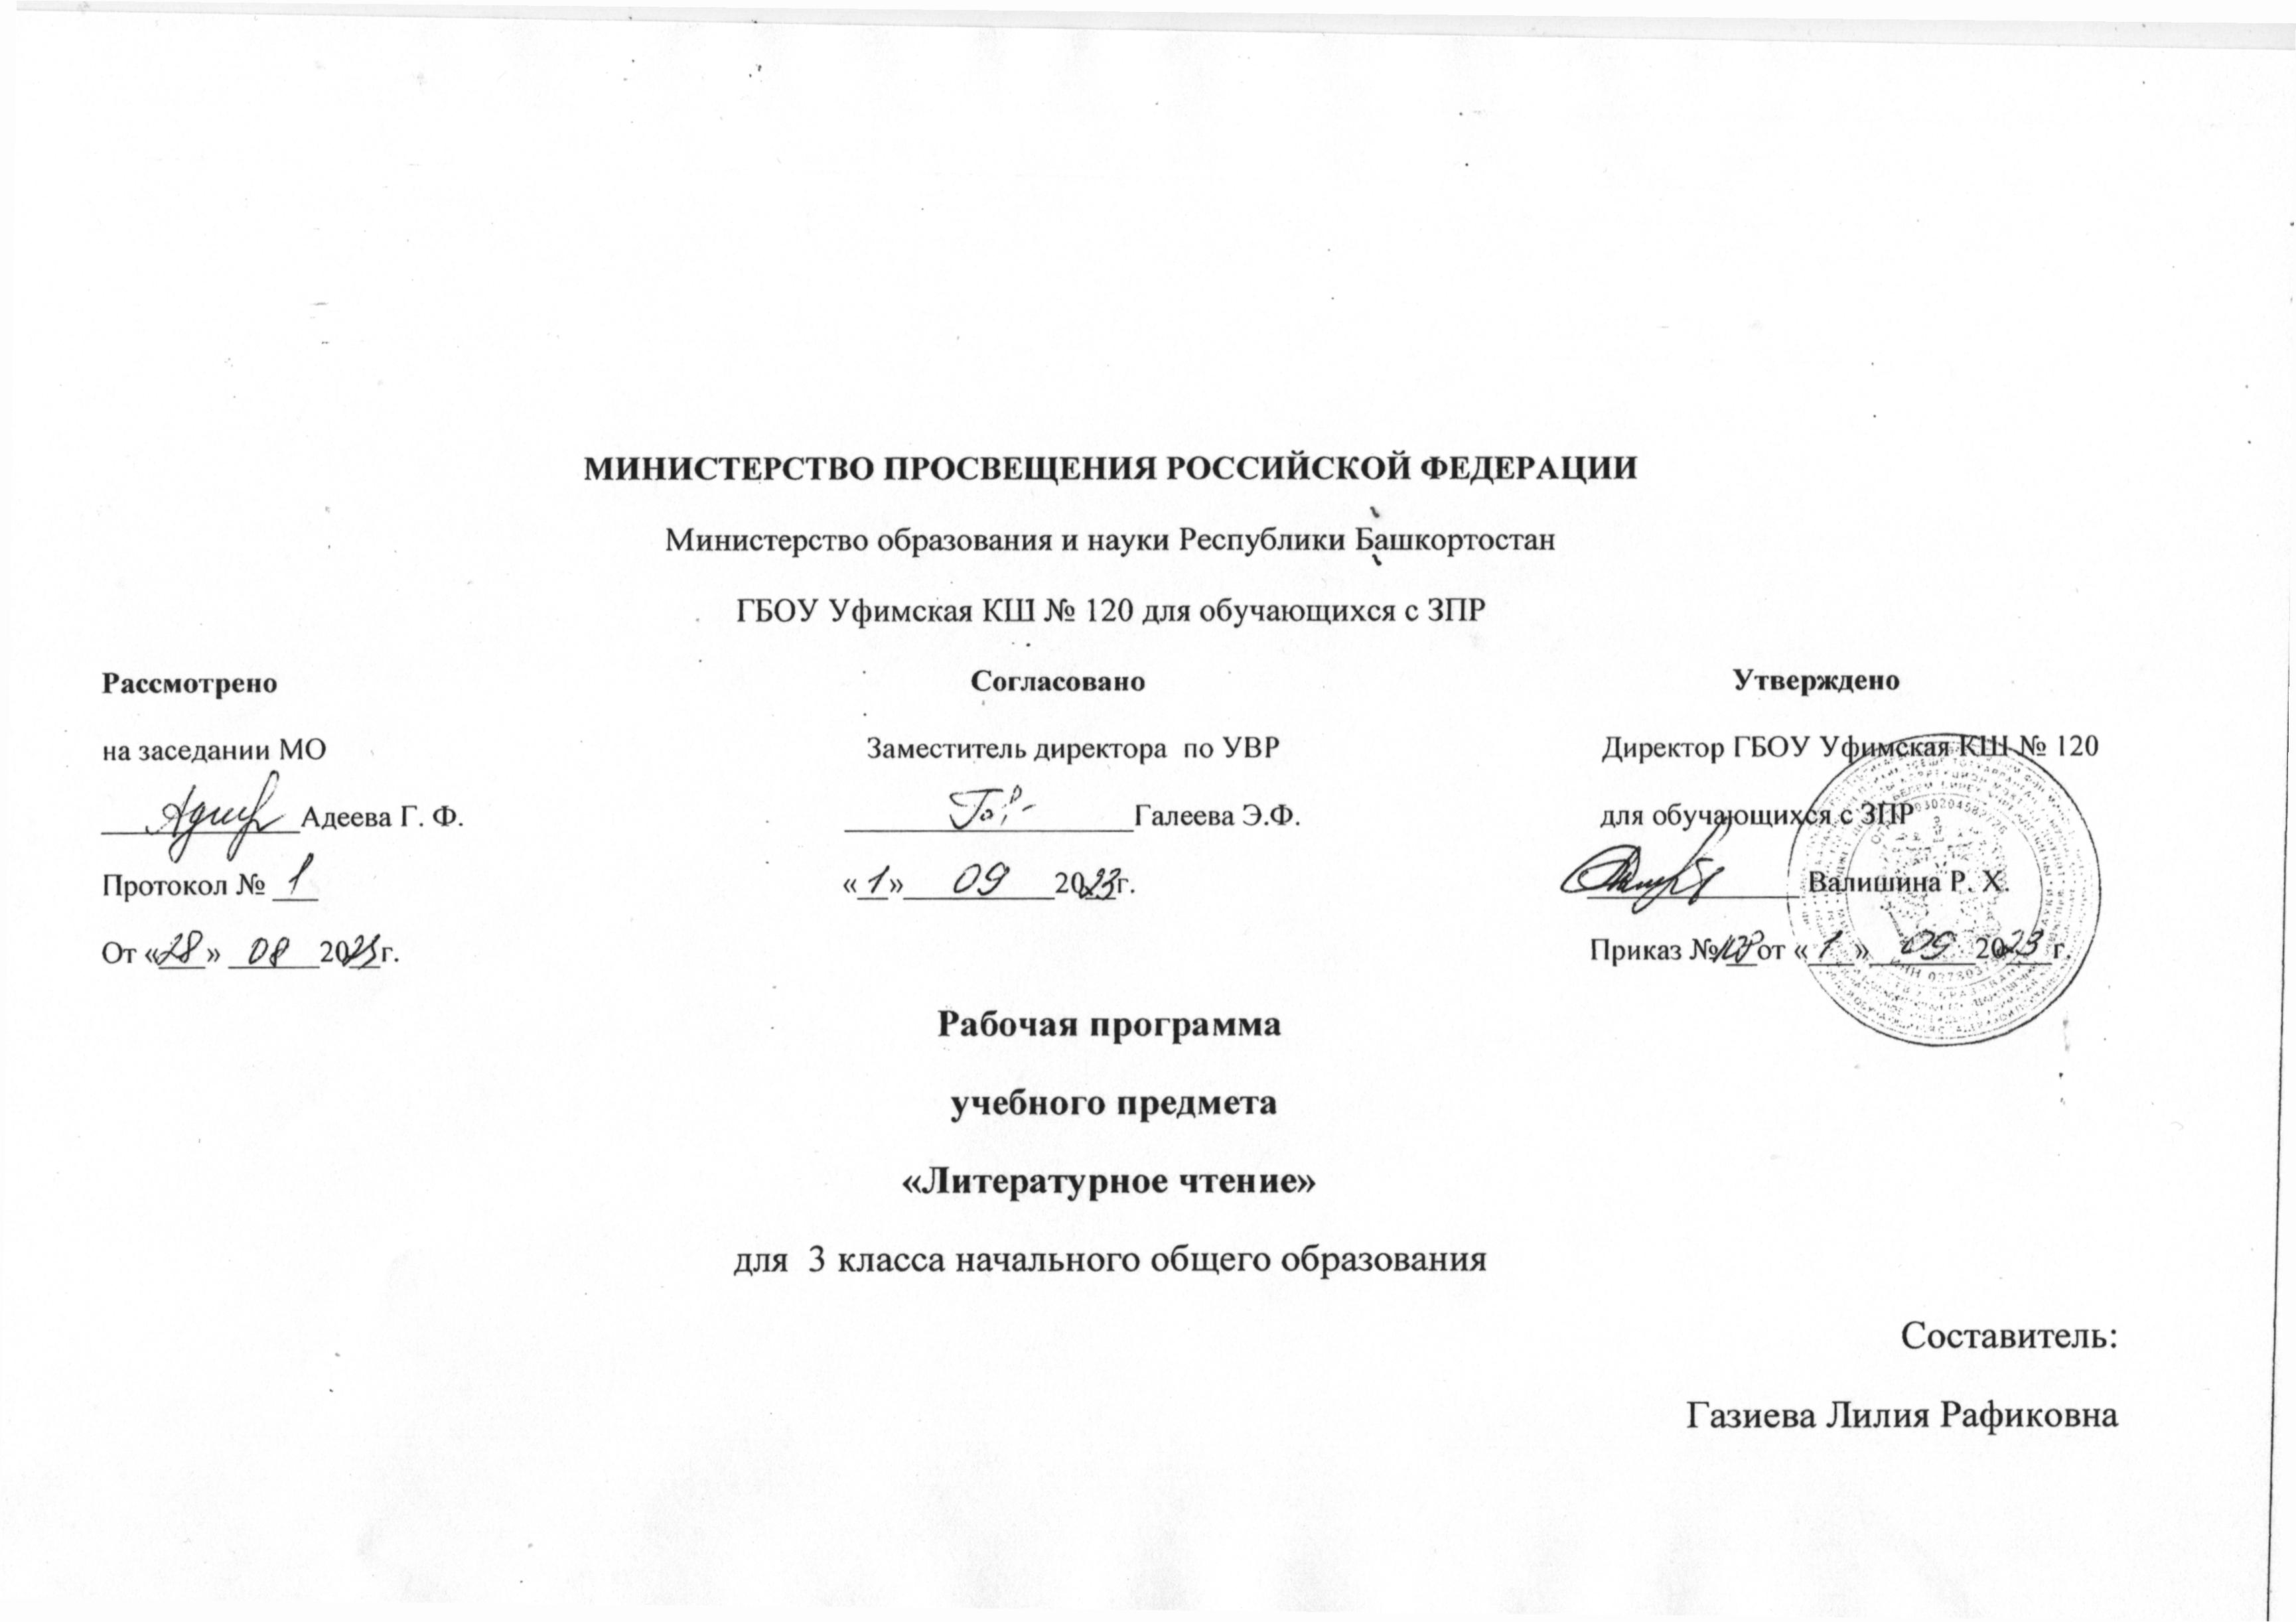 МИНИСТЕРСТВО ПРОСВЕЩЕНИЯ РОССИЙСКОЙ ФЕДЕРАЦИИ
Министерство образования и науки Республики Башкортостан
ГБОУ Уфимская КШ № 120 для обучающихся с ЗПР
Рассмотрено
на заседании МО
Адеева Г. Ф.
Протокол № 1
От «28» 08 2023г.
Согласовано
Заместитель директора по УВР
Галеева Э.Ф.
«1» 09 2023г.
Утверждено
Директор ГБОУ Уфимская КШ № 120
для обучающихся с ЗПР
Валишина Р. Х.
Приказ № от «1» 09 2023г.
Рабочая программа
учебного предмета
«Литературное чтение»
для 3 класса начального общего образования
Составитель:
Газиева Лилия Рафиковна